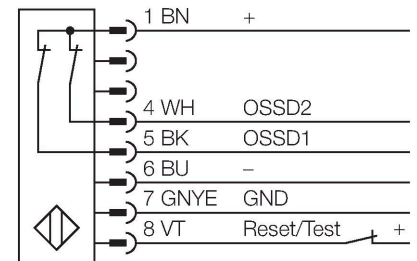 1 BN +
4 WH OSSD2
5 BK OSSD1
6 BU –
7 GNYE GND
8 VT Reset/Test +